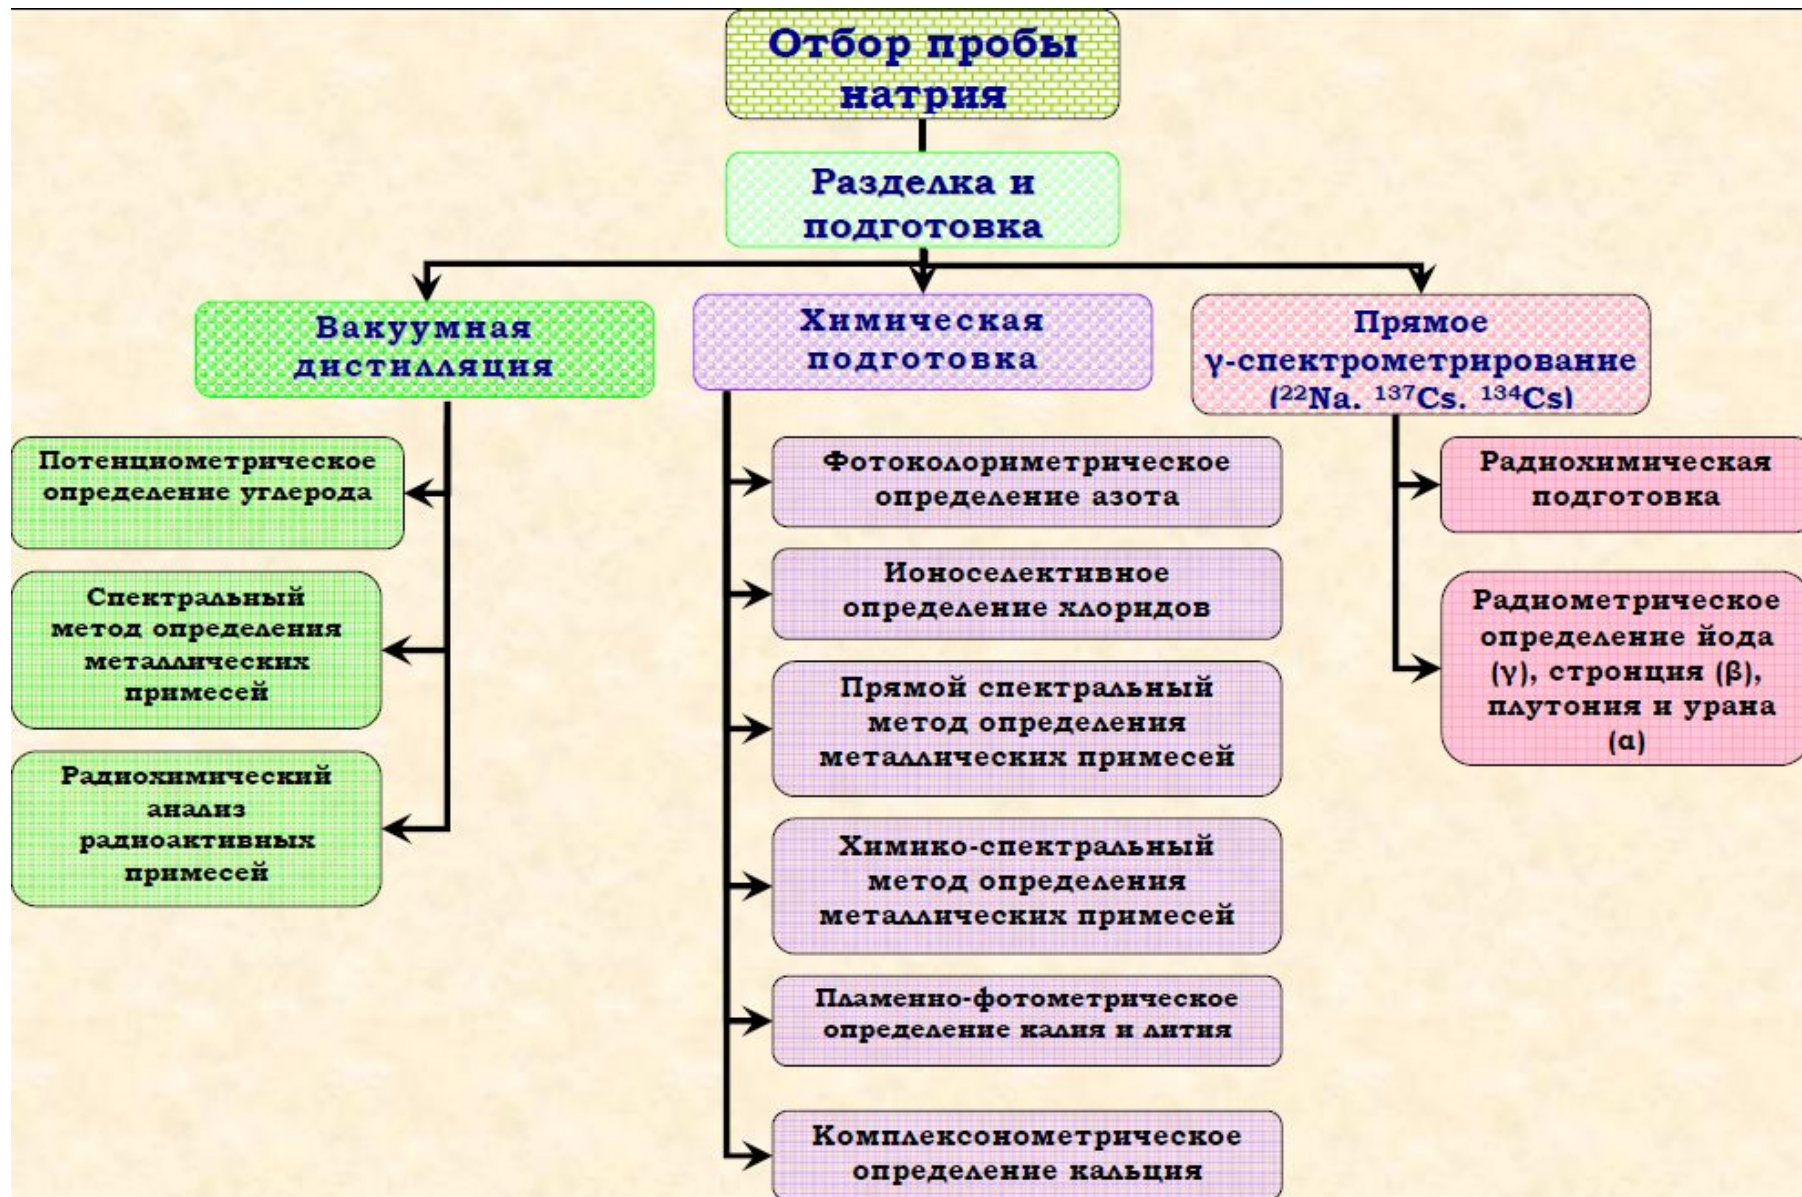 Отбор пробы
натрия
Разделка и
подготовка
Вакуумная
дистилляция
Химическая
подготовка
Прямое
γ-спектрометрирование
(²²Na. ¹³⁷Cs. ¹³⁴Cs)
Потенциометрическое
определение углерода
Спектральный
метод определения
металлических
примесей
Радиохимический
анализ
радиоактивных
примесей
Фотоколориметрическое
определение азота
Ионоселективное
определение хлоридов
Прямой спектральный
метод определения
металлических примесей
Химико-спектральный
метод определения
металлических примесей
Пламенно-фотометрическое
определение калия и лития
Комплексонометрическое
определение кальция
Радиохимическая
подготовка
Радиометрическое
определение йода
(γ), стронция (β),
плутония и урана
(α)